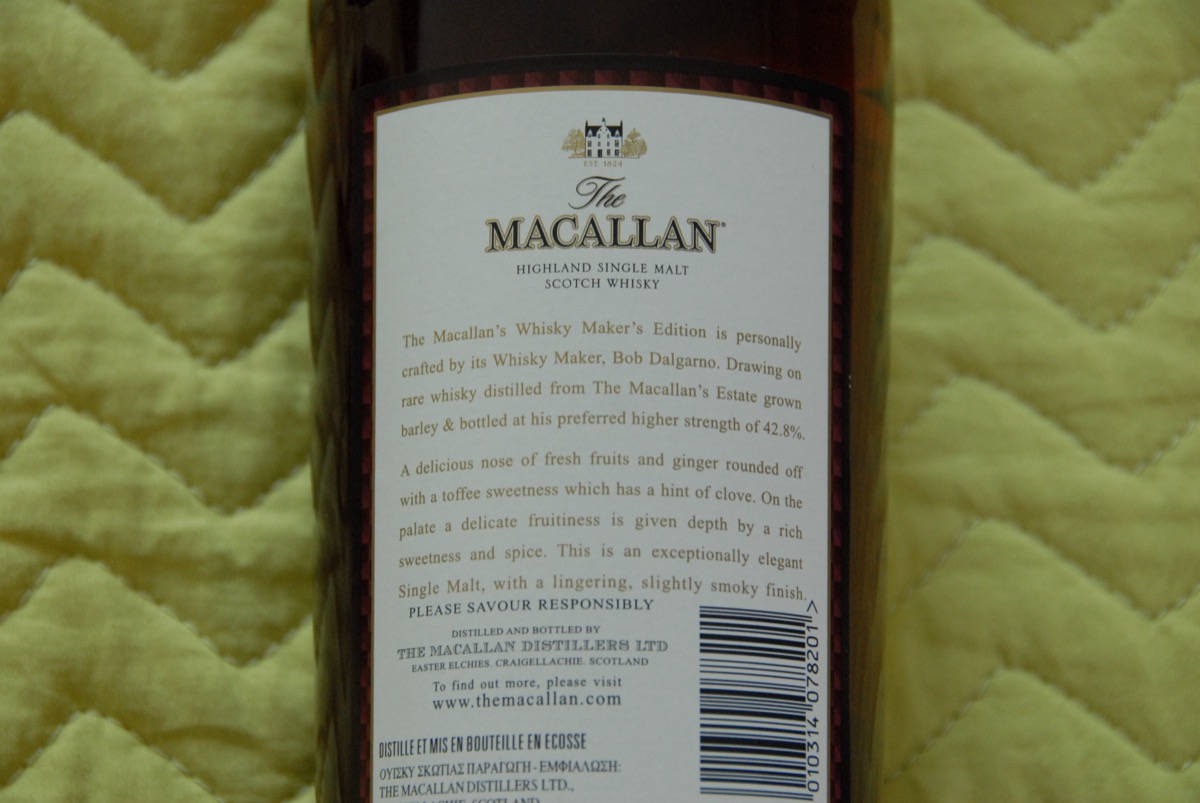 EST. 1824
The
MACALLAN®
HIGHLAND SINGLE MALT
SCOTCH WHISKY
The Macallan's Whisky Maker's Edition is personally
crafted by its Whisky Maker, Bob Dalgarno. Drawing on
rare whisky distilled from The Macallan's Estate grown
barley & bottled at his preferred higher strength of 42.8%.
A delicious nose of fresh fruits and ginger rounded off
with a toffee sweetness which has a hint of clove. On the
palate a delicate fruitiness is given depth by a rich
sweetness and spice. This is an exceptionally elegant
Single Malt, with a lingering, slightly smoky finish.
PLEASE SAVOUR RESPONSIBLY
DISTILLED AND BOTTLED BY
THE MACALLAN DISTILLERS LTD
EASTER ELCHIES, CRAIGELLACHIE, SCOTLAND
To find out more, please visit
www.themacallan.com
DISTILLE ET MIS EN BOUTEILLE EN ECOSSE
ΟΥΙΣΚΥ ΣΚΩΤΙΑΣ ΠΑΡΑΓΩΓΗ - ΕΜΦΙΑΛΩΣΗ:
THE MACALLAN DISTILLERS LTD.,
SCOTLAND
010314 078201 >